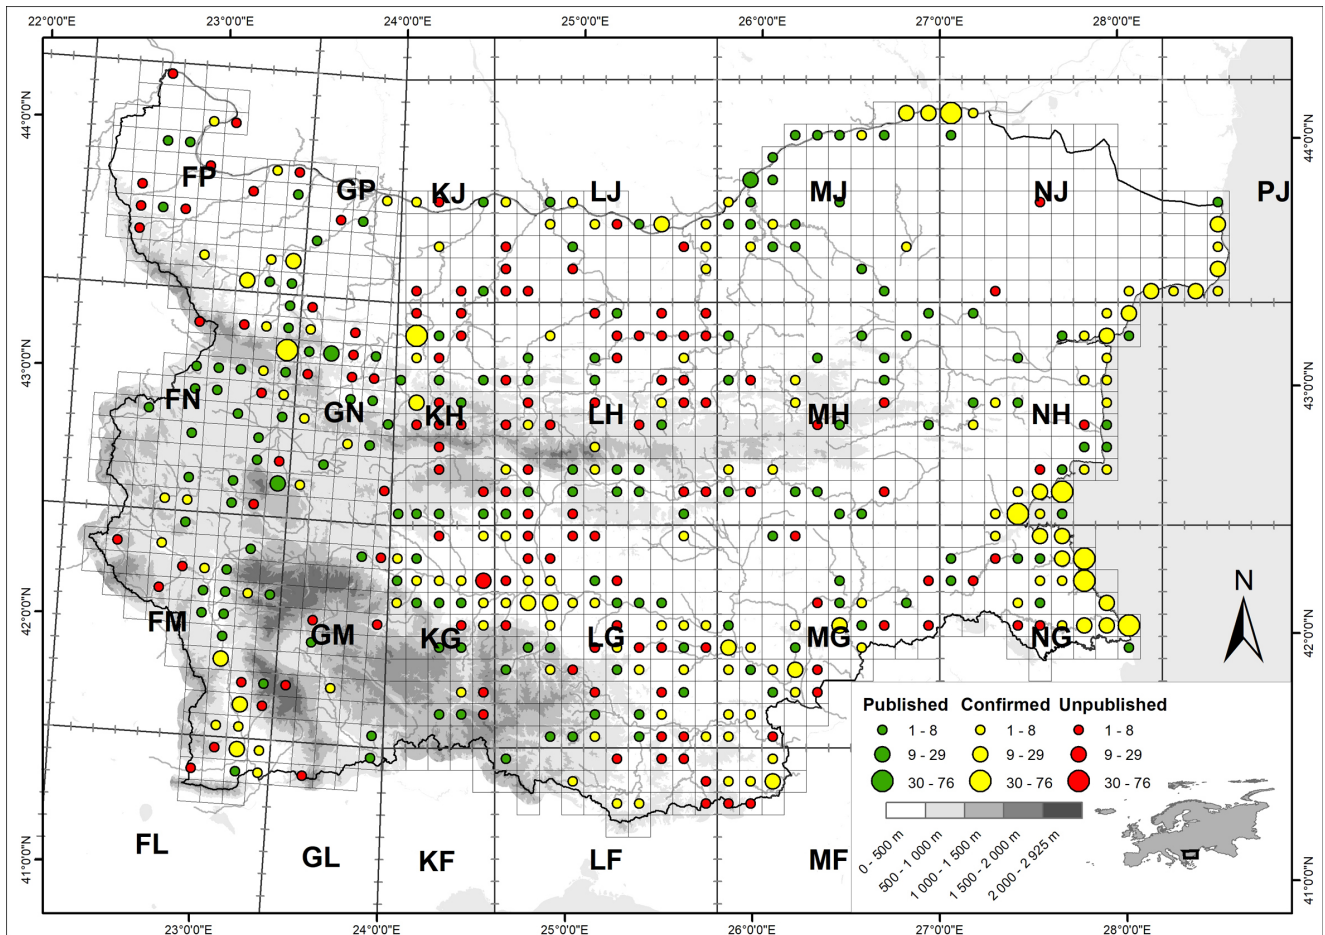 22°0'0"E 23°0'0"E 24°0'0"E 25°0'0"E 26°0'0"E 27°0'0"E 28°0'0"E
44°0'0"N 44°0'0"N
FP GP KJ LJ MJ NJ PJ
43°0'0"N 43°0'0"N
FN GN KH LH MH NH
42°0'0"N 42°0'0"N
FM GM KG LG MG NG
N
Published Confirmed Unpublished
1 - 8 1 - 8 1 - 8
9 - 29 9 - 29 9 - 29
30 - 76 30 - 76 30 - 76
0 - 500 m
500 - 1 000 m
1 000 - 1 500 m
1 500 - 2 000 m
2 000 - 2 925 m
FL GL KF LF MF
41°0'0"N 41°0'0"N
23°0'0"E 24°0'0"E 25°0'0"E 26°0'0"E 27°0'0"E 28°0'0"E